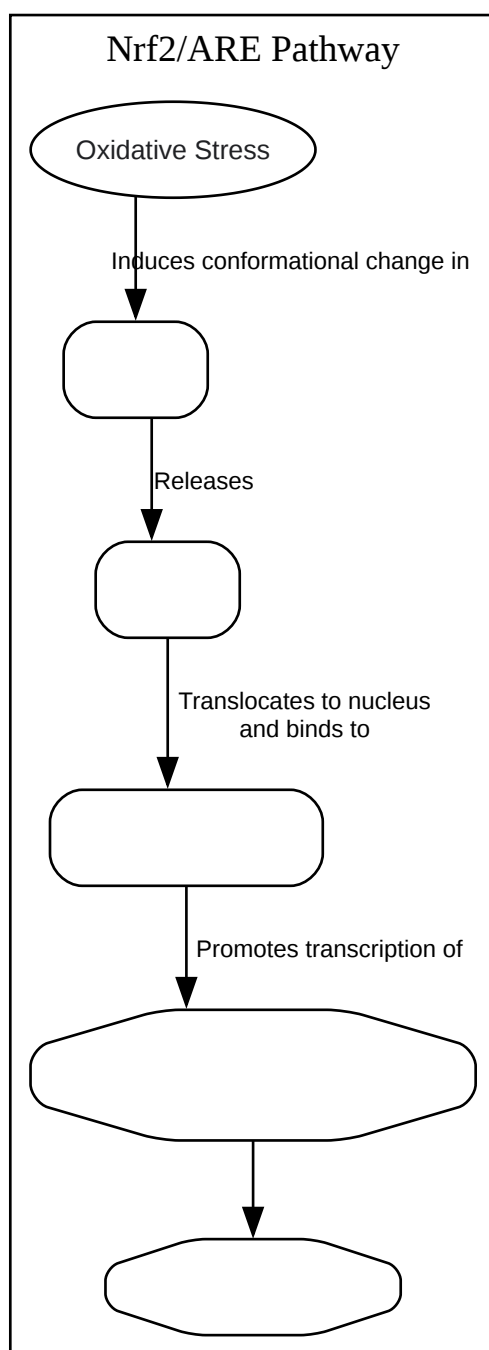 Nrf2/ARE Pathway
Oxidative Stress
Induces conformational change in
Releases
Translocates to nucleus
and binds to
Promotes transcription of